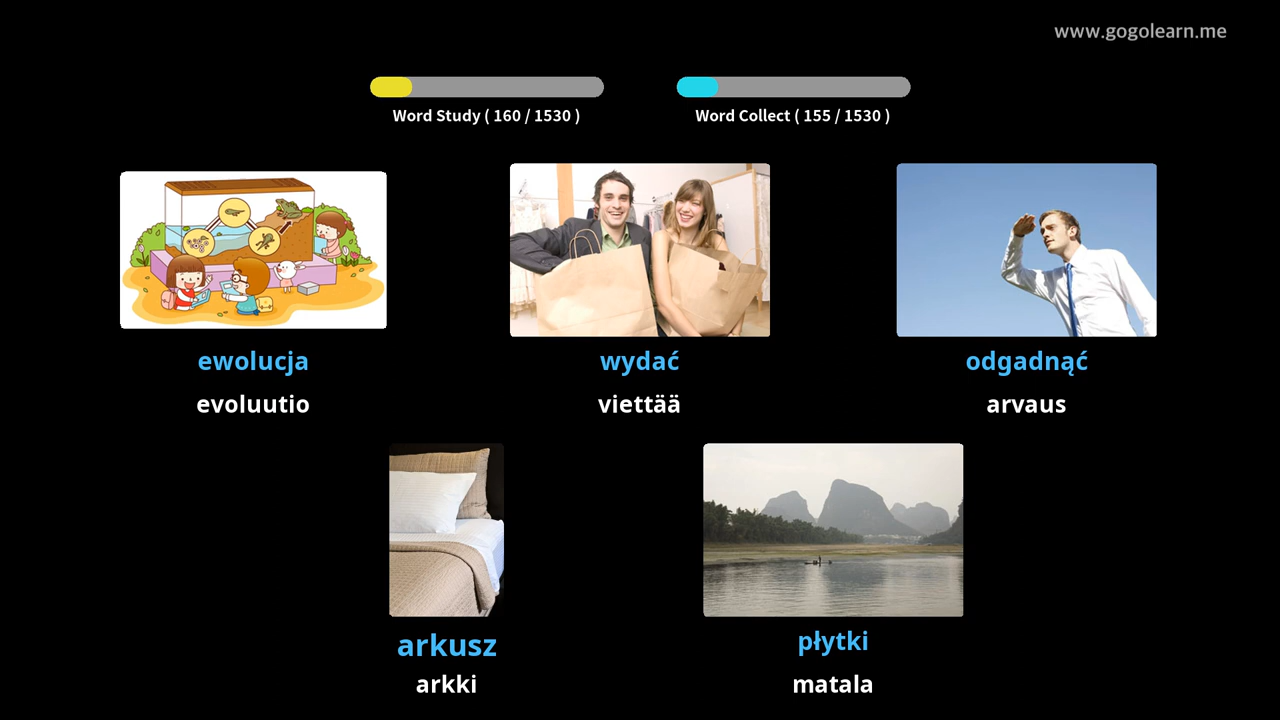 www.gogolearn.me
Word Study ( 160 / 1530 )
Word Collect ( 155 / 1530 )
ewolucja
evoluutio
wydać
viettää
odgadnąć
arvaus
arkusz
arkki
płytki
matala